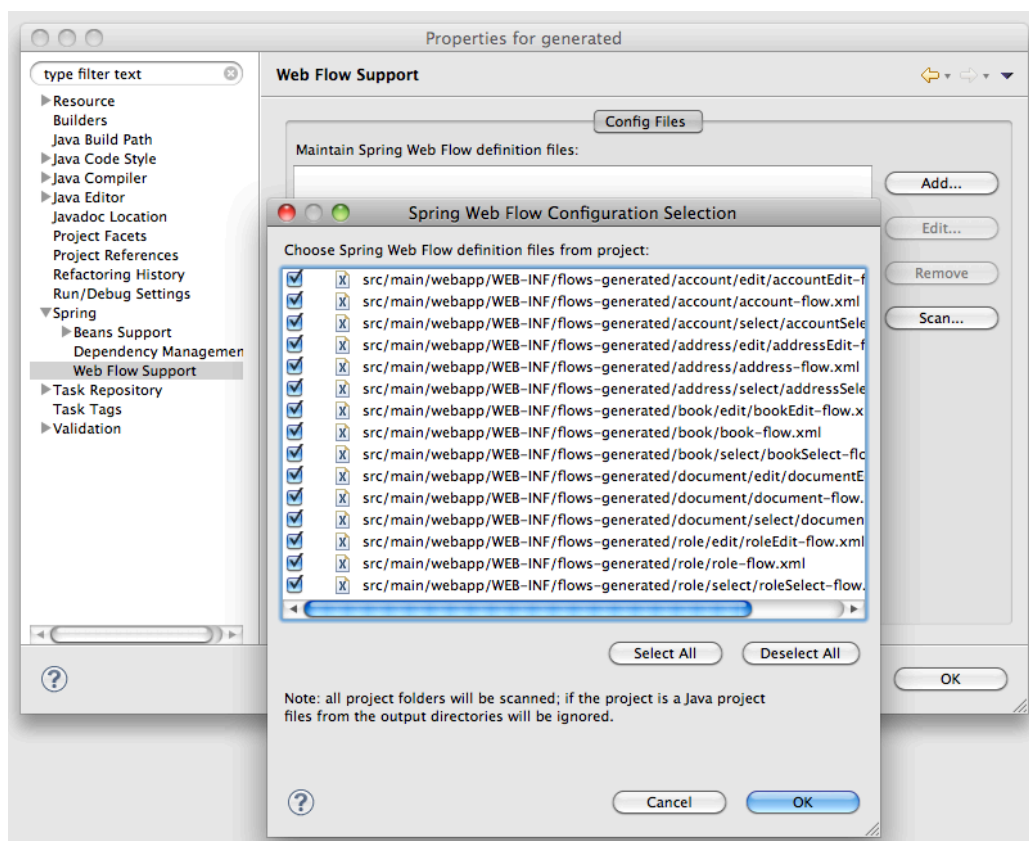 Properties for generated
type filter text
Web Flow Support
Resource
Builders
Java Build Path
Java Code Style
Java Compiler
Java Editor
Javadoc Location
Project Facets
Project References
Refactoring History
Run/Debug Settings
Spring
Beans Support
Dependency Managemen
Web Flow Support
Task Repository
Task Tags
Validation
Config Files
Maintain Spring Web Flow definition files:
Add...
Edit...
Remove
Scan...
Spring Web Flow Configuration Selection
Choose Spring Web Flow definition files from project:
src/main/webapp/WEB-INF/flows-generated/account/edit/accountEdit-f
src/main/webapp/WEB-INF/flows-generated/account/account-flow.xml
src/main/webapp/WEB-INF/flows-generated/account/select/accountSele
src/main/webapp/WEB-INF/flows-generated/address/edit/addressEdit-f
src/main/webapp/WEB-INF/flows-generated/address/address-flow.xml
src/main/webapp/WEB-INF/flows-generated/address/select/addressSele
src/main/webapp/WEB-INF/flows-generated/book/edit/bookEdit-flow.x
src/main/webapp/WEB-INF/flows-generated/book/book-flow.xml
src/main/webapp/WEB-INF/flows-generated/book/select/bookSelect-flo
src/main/webapp/WEB-INF/flows-generated/document/edit/documentE
src/main/webapp/WEB-INF/flows-generated/document/document-flow.
src/main/webapp/WEB-INF/flows-generated/document/select/documen
src/main/webapp/WEB-INF/flows-generated/role/edit/roleEdit-flow.xml
src/main/webapp/WEB-INF/flows-generated/role/role-flow.xml
src/main/webapp/WEB-INF/flows-generated/role/select/roleSelect-flow.
Select All
Deselect All
Note: all project folders will be scanned; if the project is a Java project
files from the output directories will be ignored.
Cancel
OK
OK